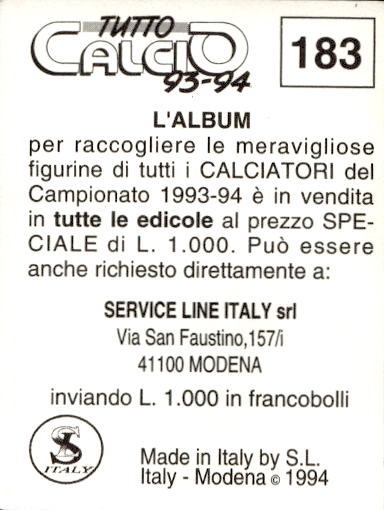 TUTTO
CALCIO
93-94
183
L'ALBUM
per raccogliere le meravigliose
figurine di tutti i CALCIATORI del
Campionato 1993-94 è in vendita
in tutte le edicole al prezzo SPE-
CIALE di L. 1.000. Può essere
anche richiesto direttamente a:
SERVICE LINE ITALY srl
Via San Faustino,157/i
41100 MODENA
inviando L. 1.000 in francobolli
SL
ITALY
Made in Italy by S.L.
Italy - Modena © 1994